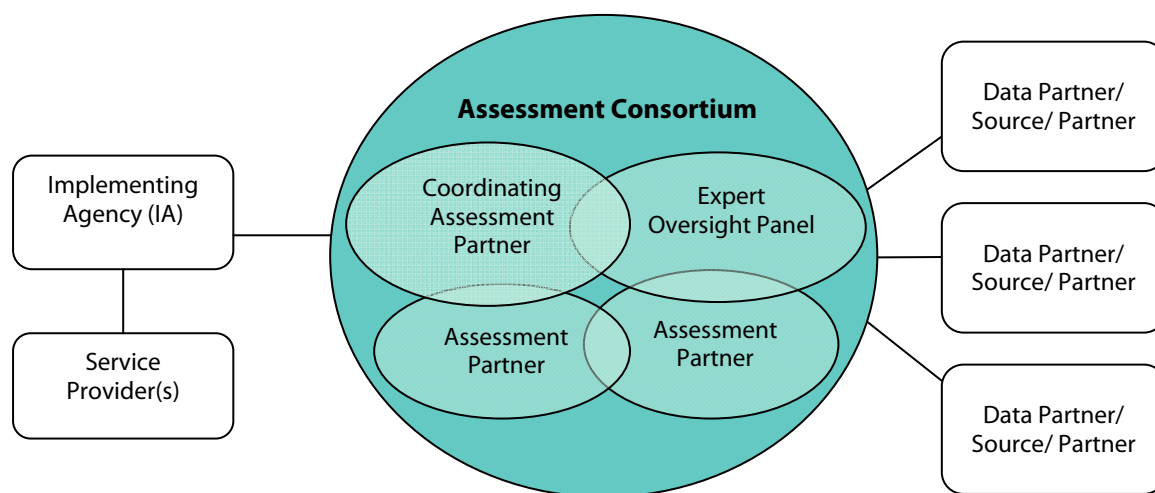 Assessment Consortium
Implementing
Agency (IA)
Service
Provider(s)
Coordinating
Assessment
Partner
Expert
Oversight Panel
Assessment
Partner
Assessment
Partner
Data Partner/
Source/ Partner
Data Partner/
Source/ Partner
Data Partner/
Source/ Partner